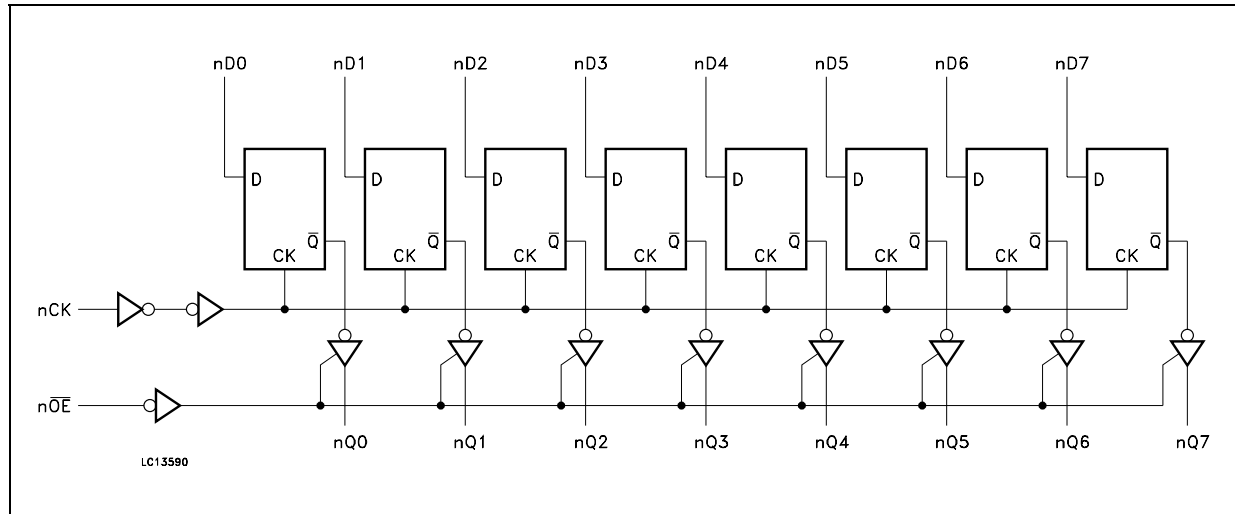 nD0 nD1 nD2 nD3 nD4 nD5 nD6 nD7
D D D D D D D D
Q̅ Q̅ Q̅ Q̅ Q̅ Q̅ Q̅ Q̅
CK CK CK CK CK CK CK CK
nCK
nO̅E̅
nQ0 nQ1 nQ2 nQ3 nQ4 nQ5 nQ6 nQ7
LC13590